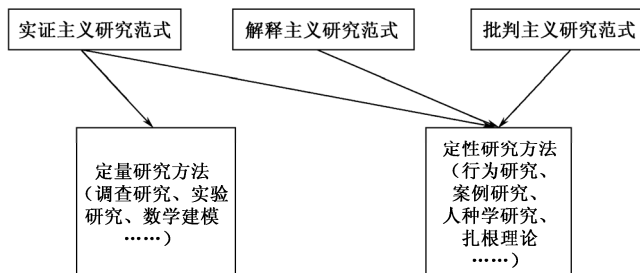 实证主义研究范式
解释主义研究范式
批判主义研究范式
定量研究方法
（调查研究、实验
研究、数学建模
……）
定性研究方法
（行为研究、
案例研究、
人种学研究、
扎根理论
……）